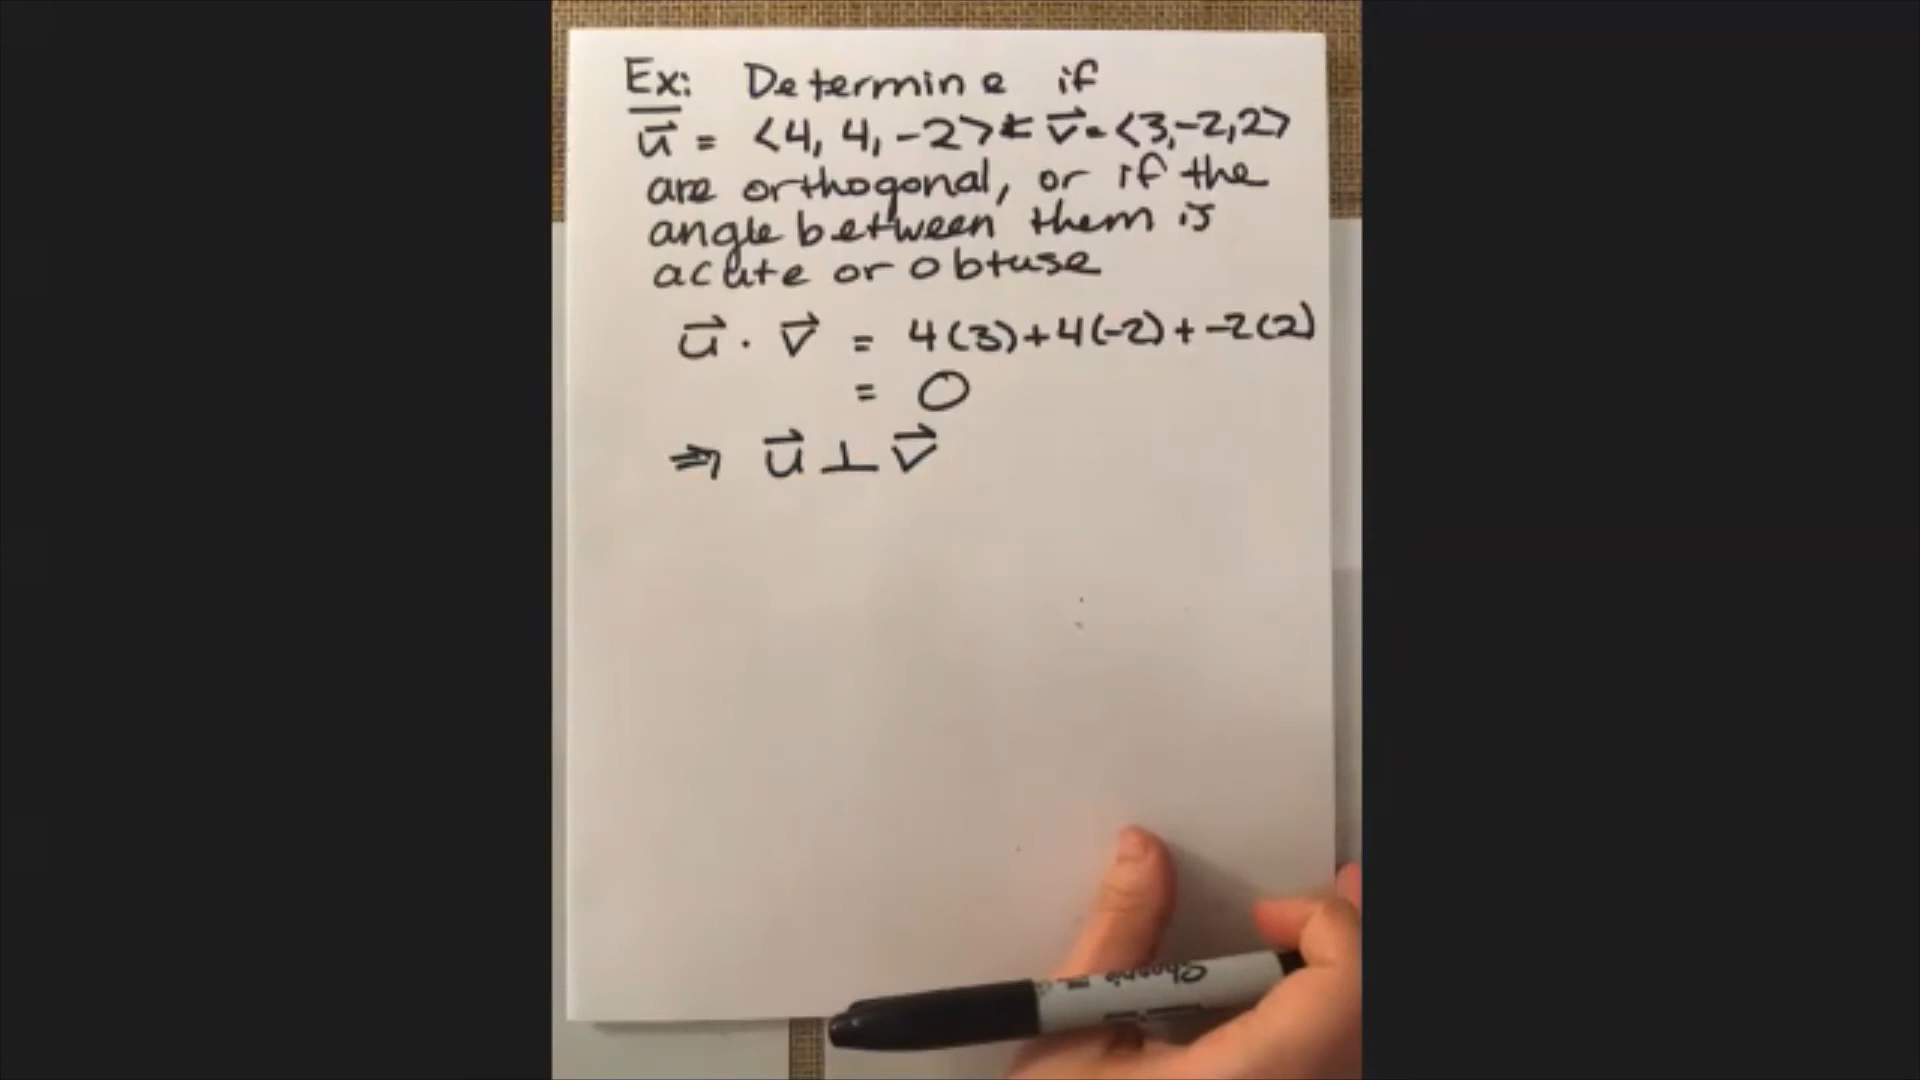 Ex: Determine if
u⃗ = <4, 4, -2> & v⃗ = <3, -2, 2>
are orthogonal, or if the
angle between them is
acute or obtuse
u⃗ · v⃗ = 4(3)+4(-2)+-2(2)
= 0
⇒ u⃗ ⊥ v⃗
Sharpie